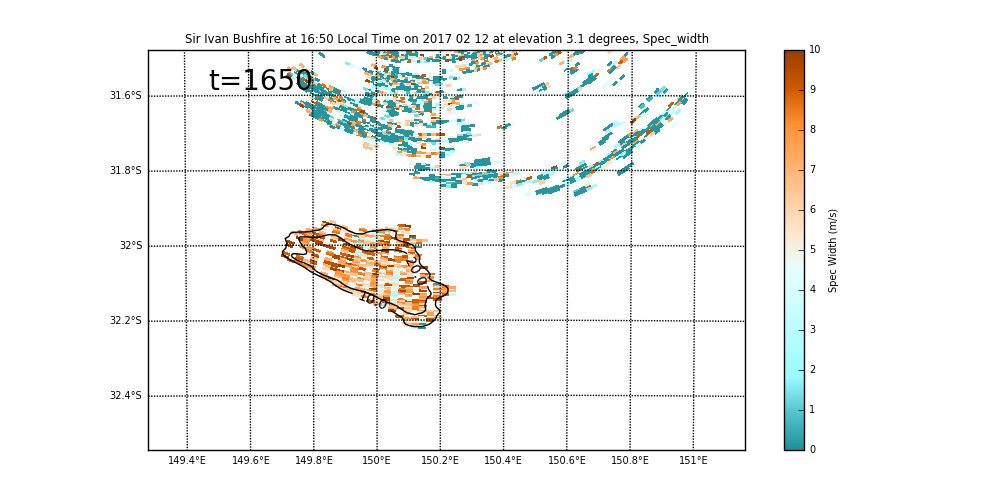 Sir Ivan Bushfire at 16:50 Local Time on 2017 02 12 at elevation 3.1 degrees, Spec_width
t=1650
31.6°S
31.8°S
32°S
32.2°S
32.4°S
149.4°E 149.6°E 149.8°E 150°E 150.2°E 150.4°E 150.6°E 150.8°E 151°E
10.0
10
9
8
7
6
5
4
3
2
1
0
Spec Width (m/s)